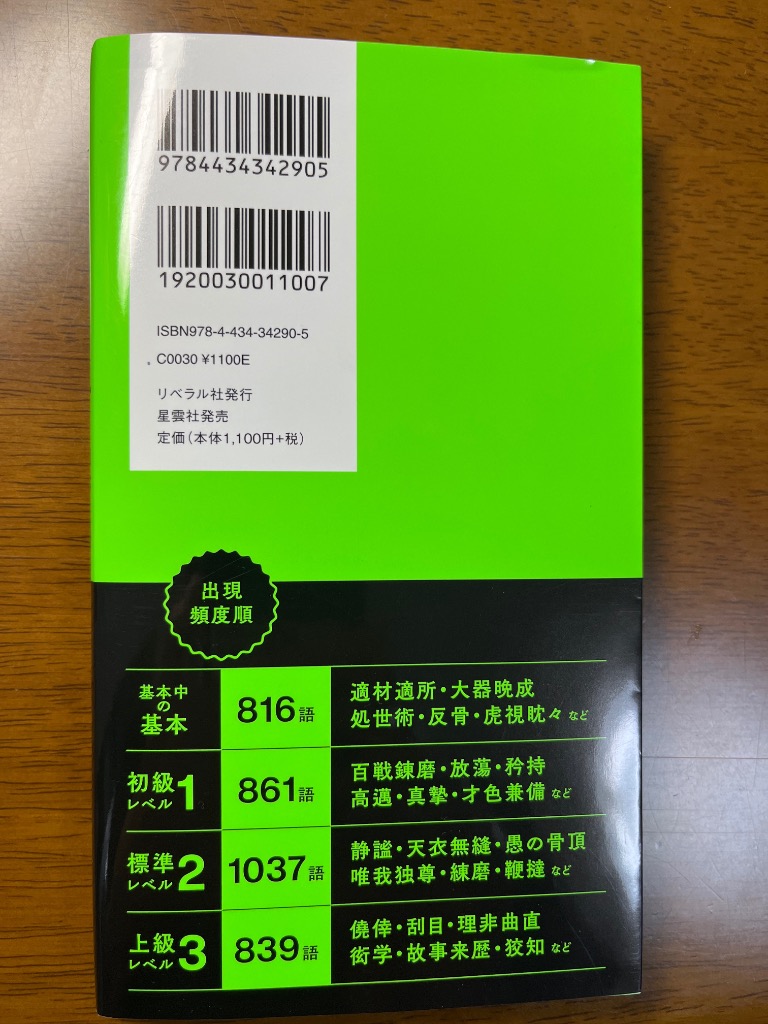 9784434342905
1920030011007
ISBN978-4-434-34290-5
C0030 ¥1100E
リベラル社発行
星雲社発売
定価（本体1,100円+税）
出現
頻度順
基本中
の
基本
816語
適材適所・大器晩成
処世術・反骨・虎視眈々 など
初級
レベル1
861語
百戦錬磨・放蕩・矜持
高邁・真摯・才色兼備 など
標準
レベル2
1037語
静謐・天衣無縫・愚の骨頂
唯我独尊・練磨・鞭撻 など
上級
レベル3
839語
僥倖・刮目・理非曲直
衒学・故事来歴・狡知 など